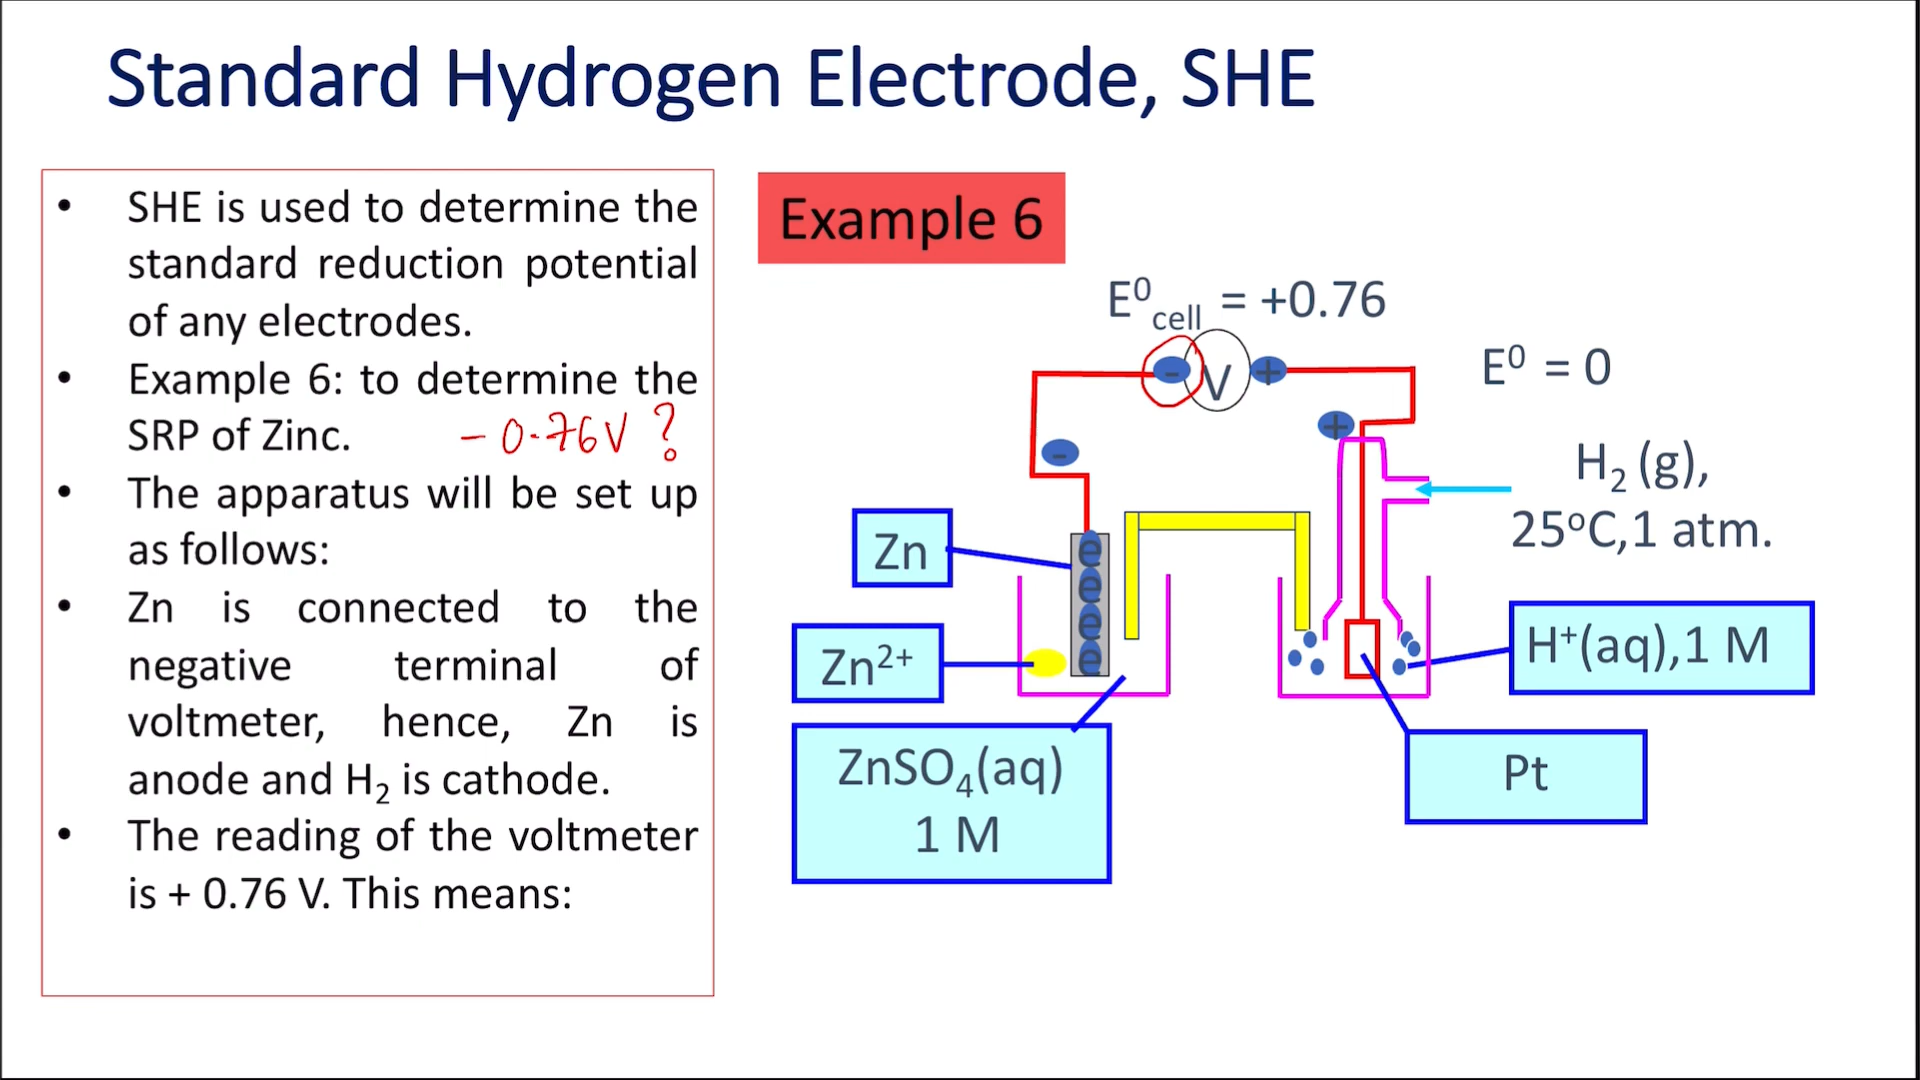 Standard Hydrogen Electrode, SHE
• SHE is used to determine the
standard reduction potential
of any electrodes.
• Example 6: to determine the
SRP of Zinc. - 0.76V ?
• The apparatus will be set up
as follows:
• Zn is connected to the
negative terminal of
voltmeter, hence, Zn is
anode and H₂ is cathode.
• The reading of the voltmeter
is + 0.76 V. This means:
Example 6
E⁰cell = +0.76
- V +
E⁰ = 0
+
-
H₂ (g),
25°C,1 atm.
Zn
e
e
e
e
Zn²⁺
H⁺(aq),1 M
ZnSO₄(aq)
1 M
Pt